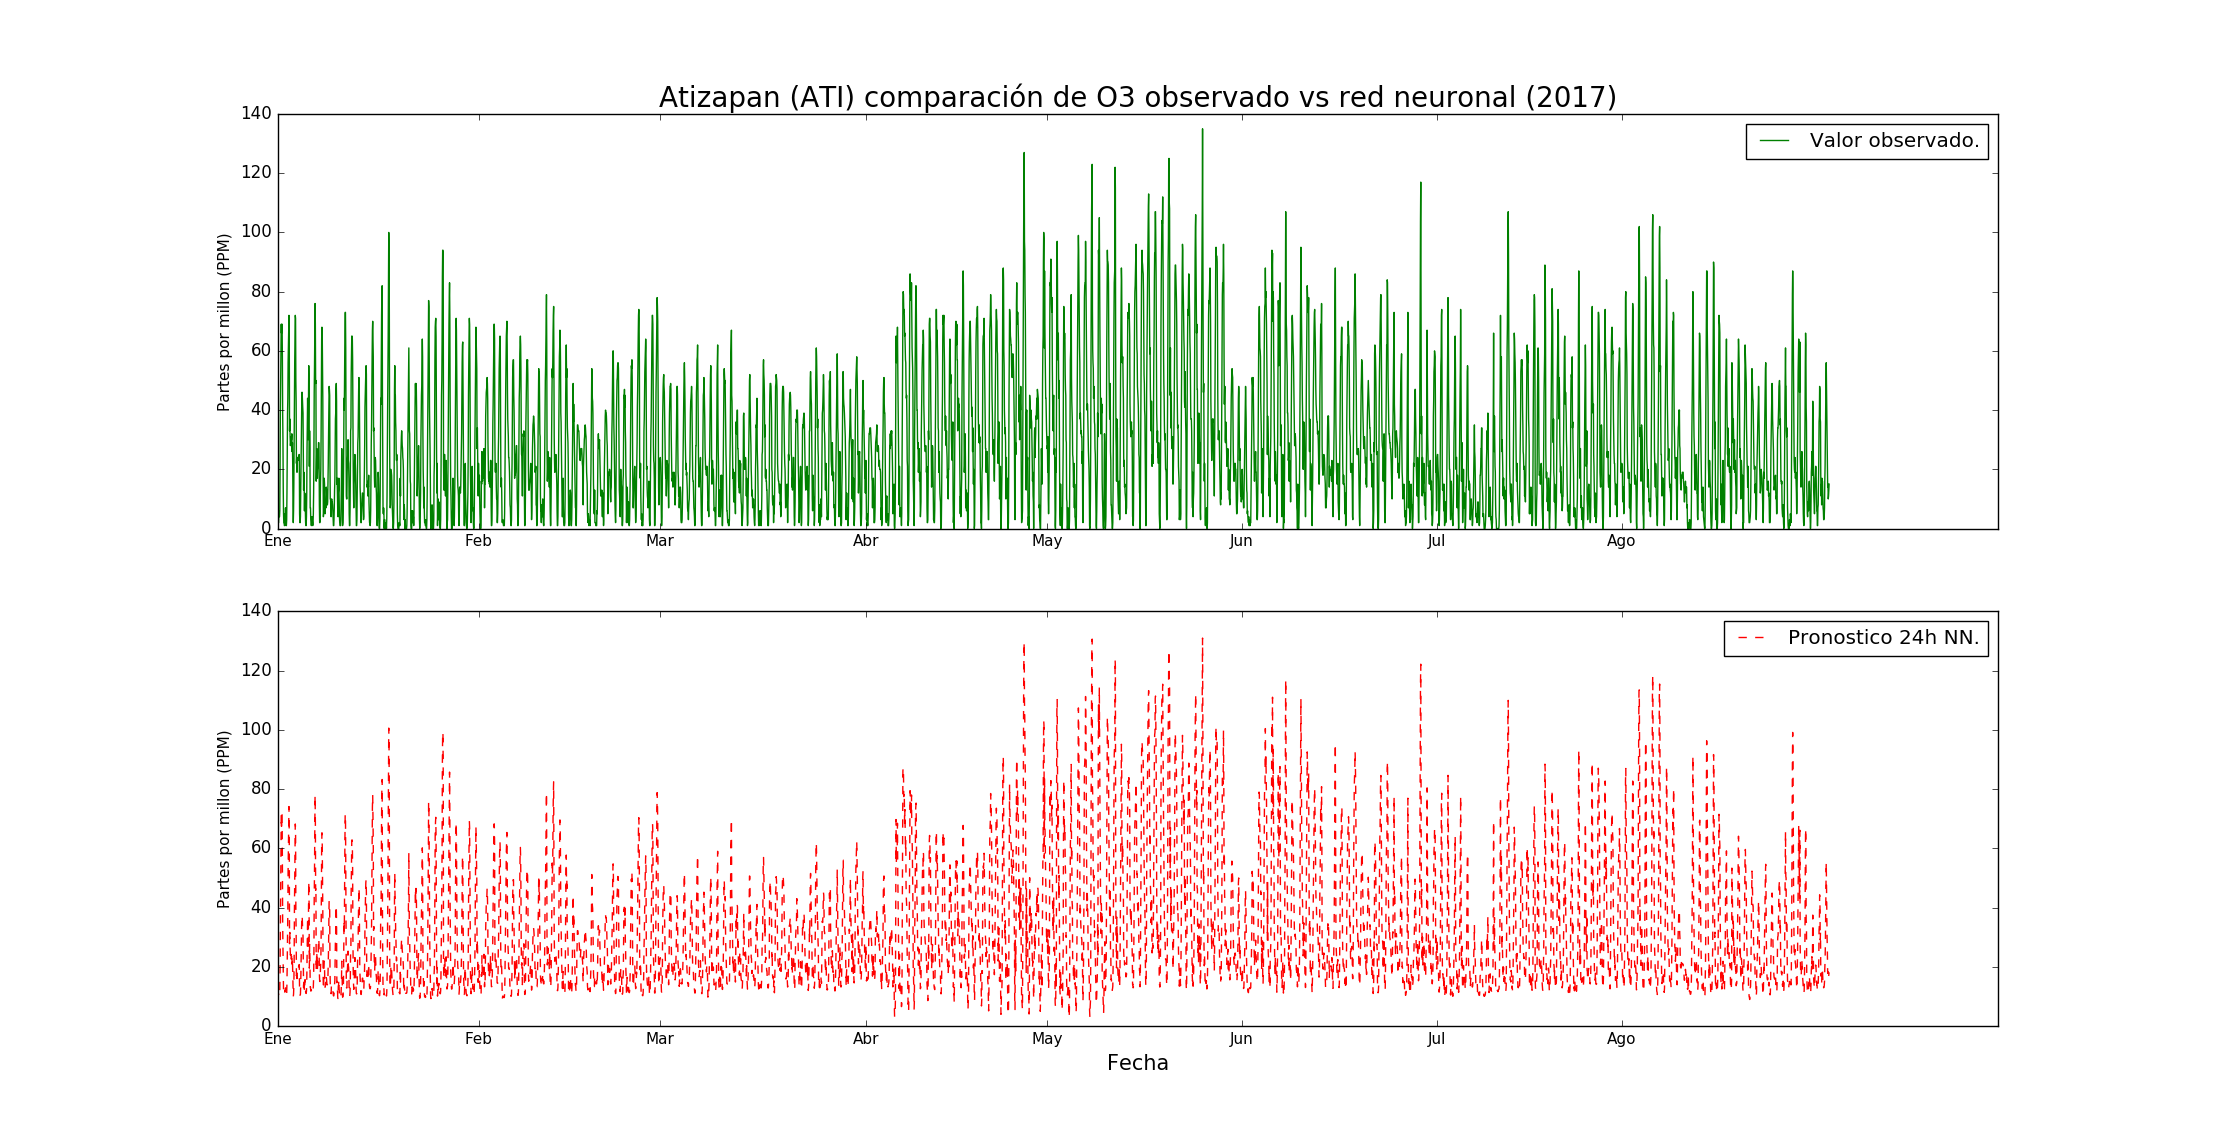 Atizapan (ATI) comparación de O3 observado vs red neuronal (2017)
140
120
100
80
60
40
20
0
Partes por millon (PPM)
Valor observado.
Ene Feb Mar Abr May Jun Jul Ago
140
120
100
80
60
40
20
0
Partes por millon (PPM)
Pronostico 24h NN.
Ene Feb Mar Abr May Jun Jul Ago
Fecha